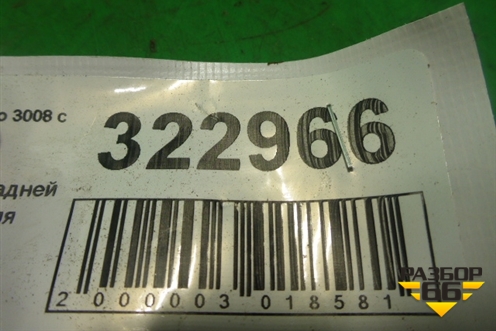 о 3008 с
322966
адней
ия
2 000003 018581
РАЗБОР
66